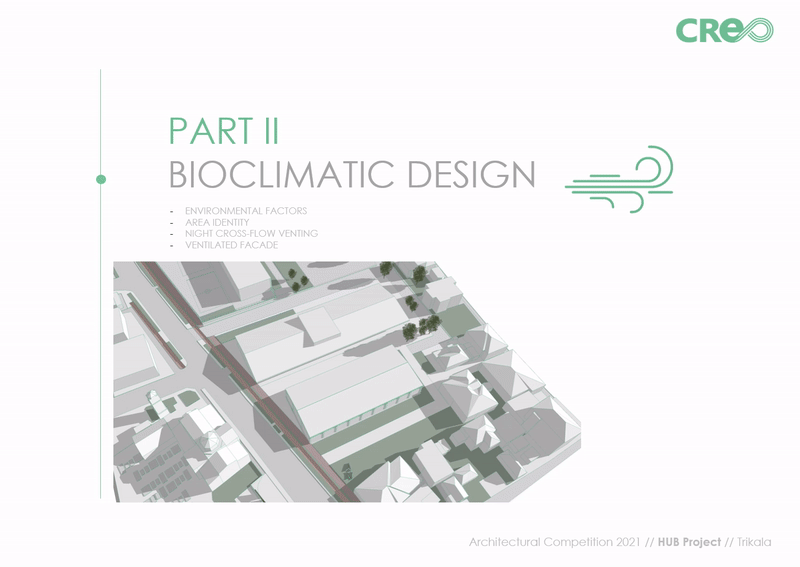 CREO
PART II
BIOCLIMATIC DESIGN
- ENVIRONMENTAL FACTORS
- AREA IDENTITY
- NIGHT CROSS-FLOW VENTING
- VENTILATED FACADE
Architectural Competition 2021 // HUB Project // Trikala